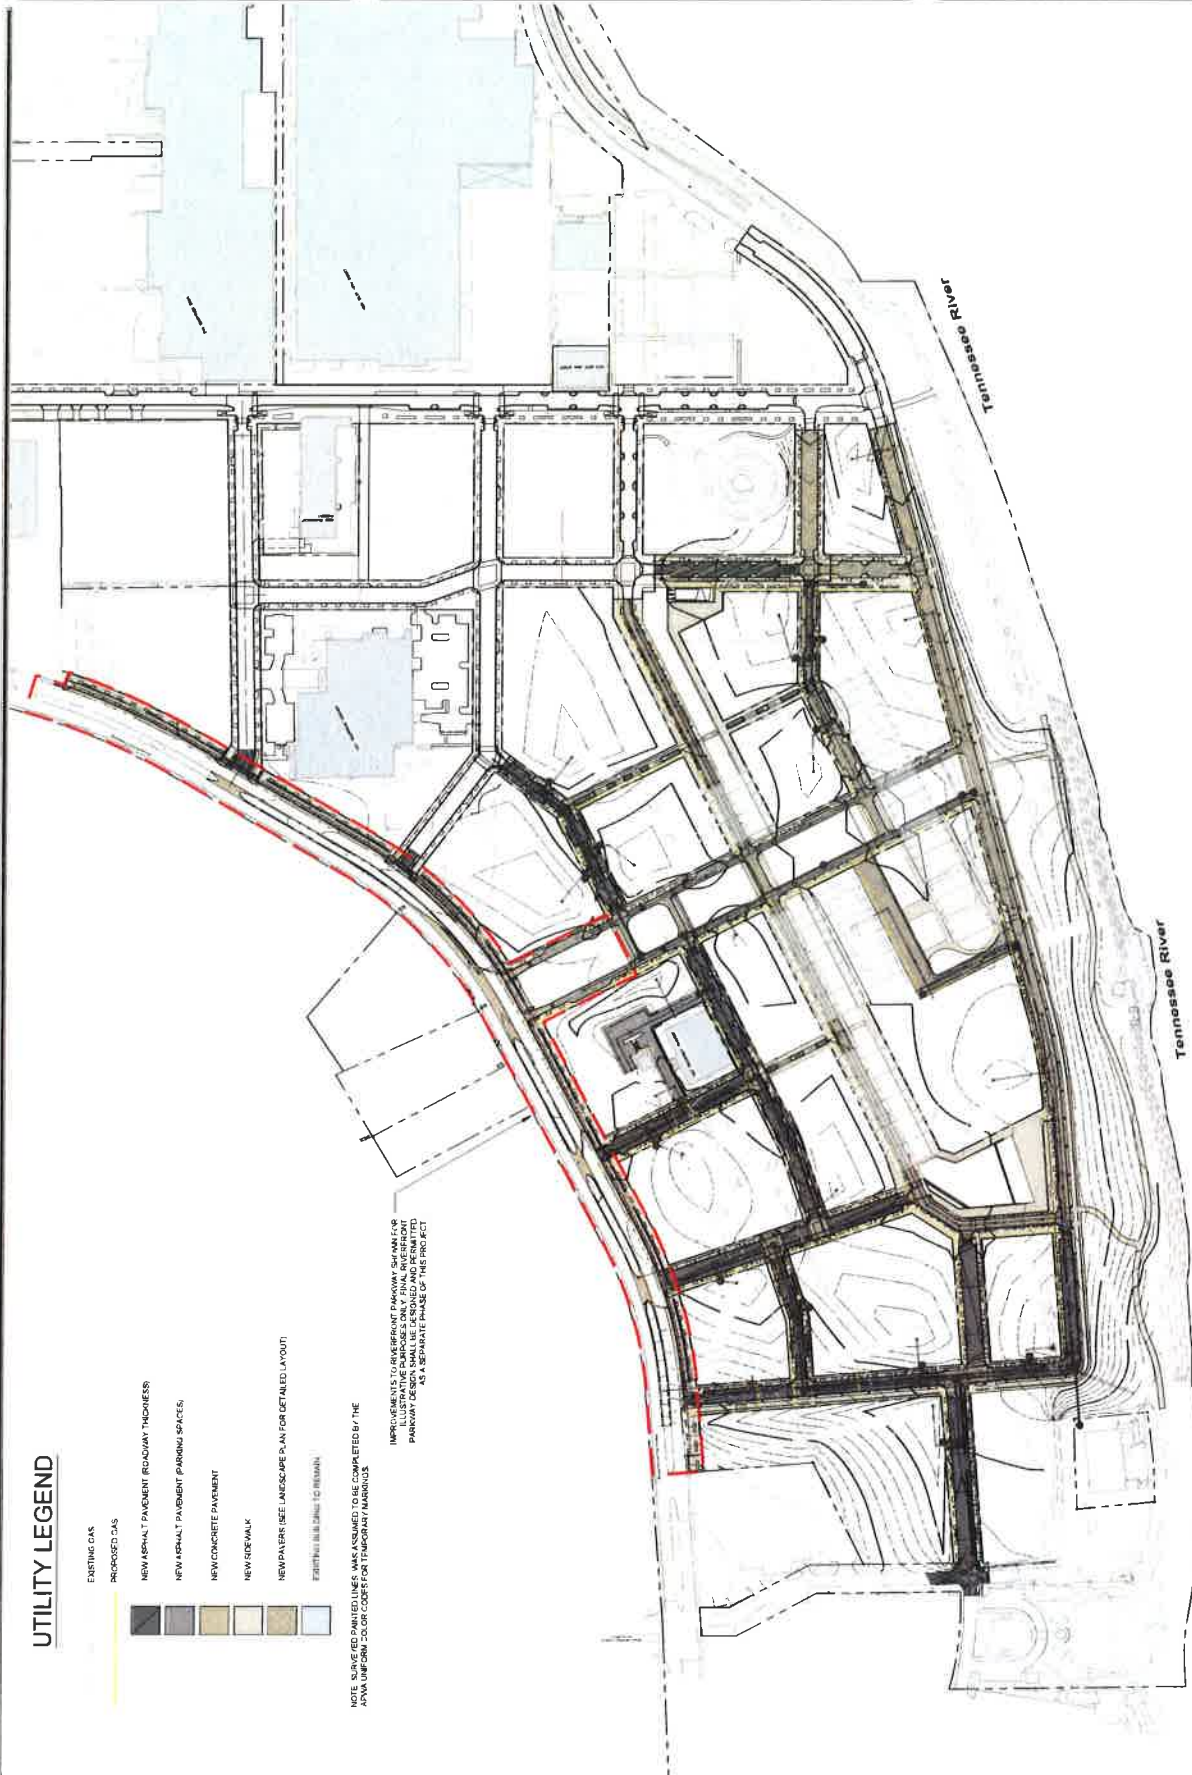 UTILITY LEGEND
EXISTING GAS
PROPOSED GAS
NEW ASPHALT PAVEMENT (ROADWAY THICKNESS)
NEW ASPHALT PAVEMENT (PARKING SPACES)
NEW CONCRETE PAVEMENT
NEW SIDEWALK
NEW PAVERS (SEE LANDSCAPE PLAN FOR DETAILED LAYOUT)
EXISTING BUILDING TO REMAIN
NOTE: SURVEYED PAINTED LINES WAS ASSUMED TO BE COMPLETED BY THE
APWA UNIFORM COLOR CODES FOR TEMPORARY MARKINGS.
IMPROVEMENTS TO RIVERFRONT PARKWAY SHOWN FOR
ILLUSTRATIVE PURPOSES ONLY. FINAL RIVERFRONT
PARKWAY DESIGN SHALL BE DESIGNED AND PERMITTED
AS A SEPARATE PHASE OF THIS PROJECT
Tennessee River
Tennessee River